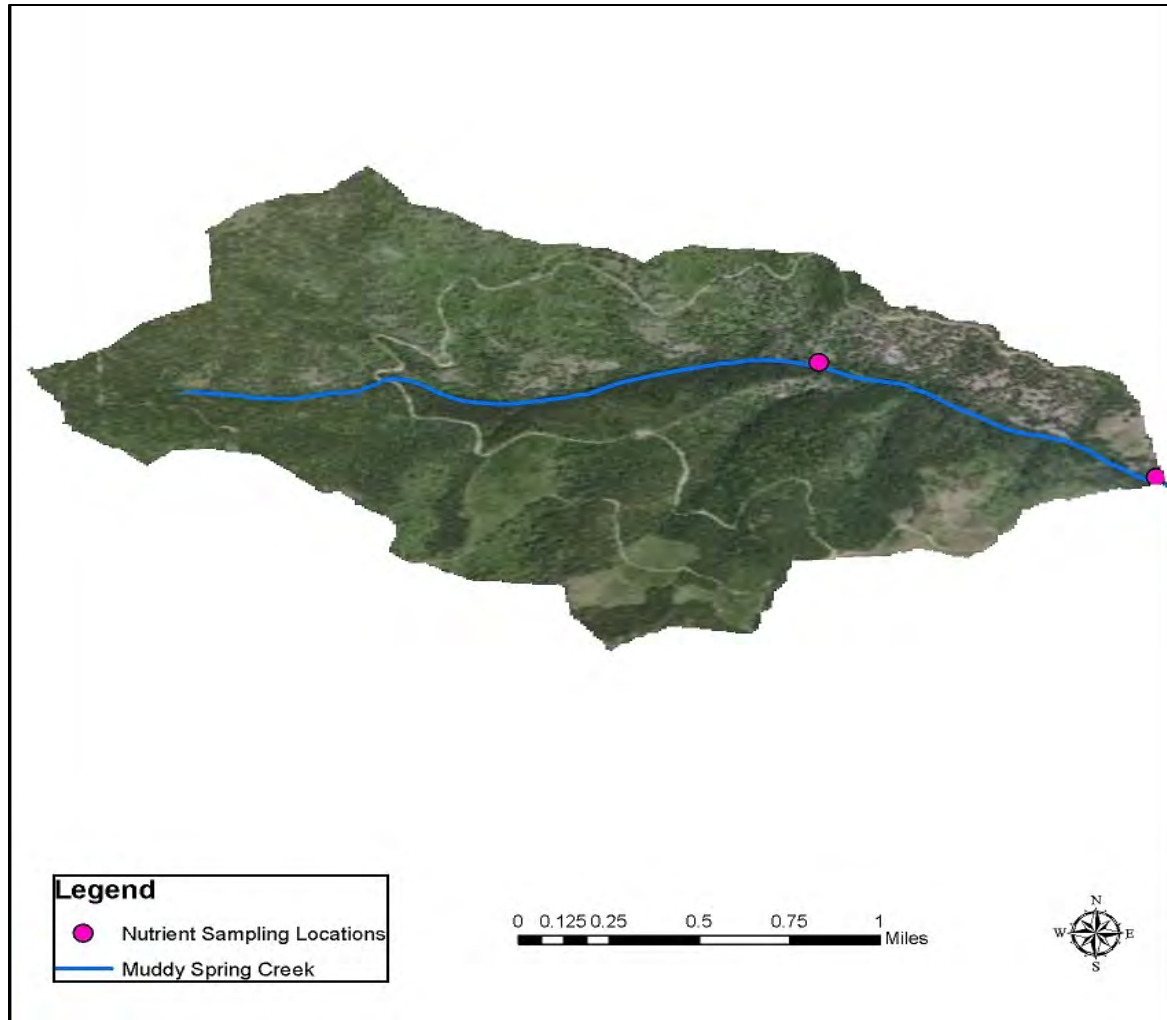 Legend
Nutrient Sampling Locations
Muddy Spring Creek
0 0.125 0.25 0.5 0.75 1
Miles
N
W E
S